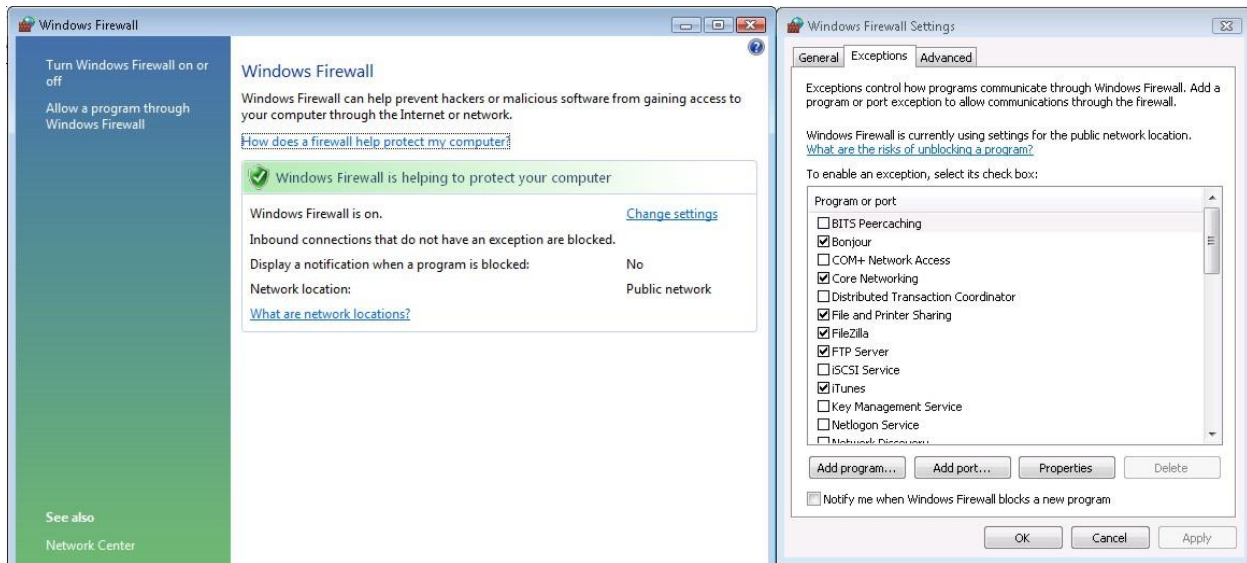 Windows Firewall
Turn Windows Firewall on or
off
Allow a program through
Windows Firewall
See also
Network Center
Windows Firewall
Windows Firewall can help prevent hackers or malicious software from gaining access to
your computer through the Internet or network.
How does a firewall help protect my computer?
Windows Firewall is helping to protect your computer
Windows Firewall is on.
Change settings
Inbound connections that do not have an exception are blocked.
Display a notification when a program is blocked:
No
Network location:
Public network
What are network locations?
Windows Firewall Settings
General
Exceptions
Advanced
Exceptions control how programs communicate through Windows Firewall. Add a
program or port exception to allow communications through the firewall.
Windows Firewall is currently using settings for the public network location.
What are the risks of unblocking a program?
To enable an exception, select its check box:
Program or port
BITS Peercaching
Bonjour
COM+ Network Access
Core Networking
Distributed Transaction Coordinator
File and Printer Sharing
FileZilla
FTP Server
iSCSI Service
iTunes
Key Management Service
Netlogon Service
Network Discovery
Add program...
Add port...
Properties
Delete
Notify me when Windows Firewall blocks a new program
OK
Cancel
Apply